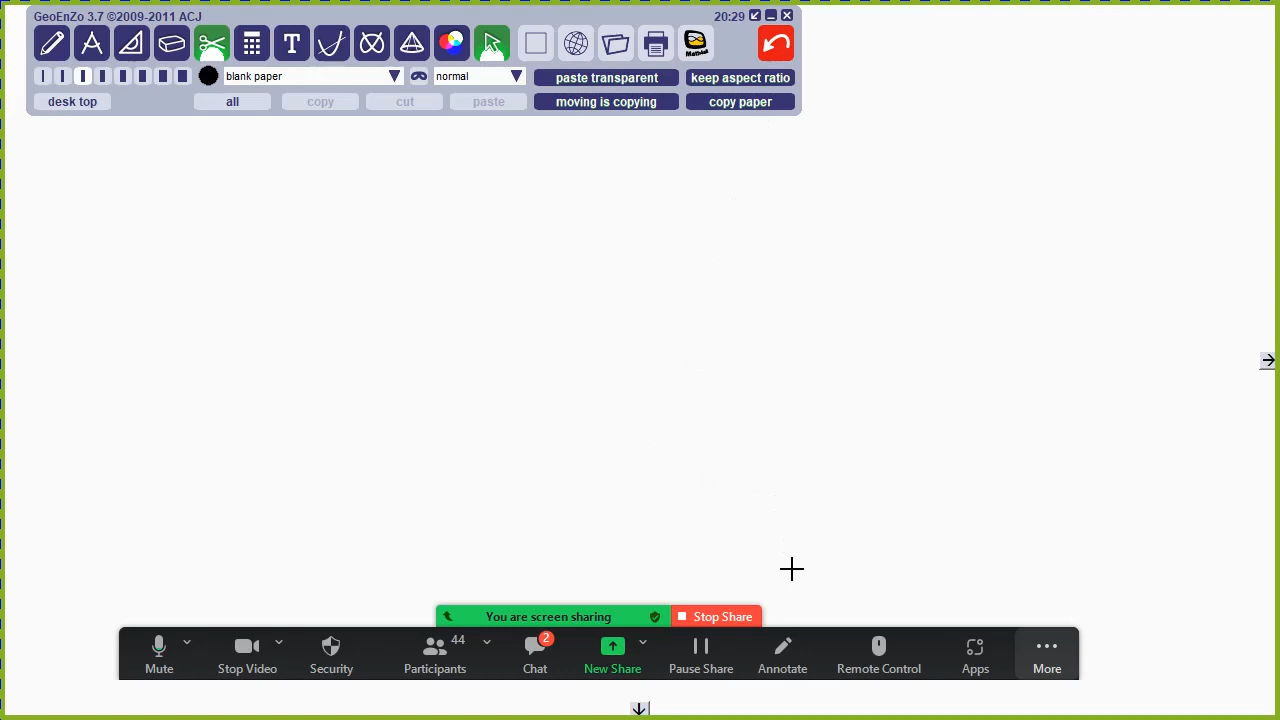 GeoEnZo 3.7 ©2009-2011 ACJ 20:29
T
MathAid
blank paper normal paste transparent keep aspect ratio
desk top all copy cut paste moving is copying copy paper
You are screen sharing Stop Share
44 2
Mute Stop Video Security Participants Chat New Share Pause Share Annotate Remote Control Apps More